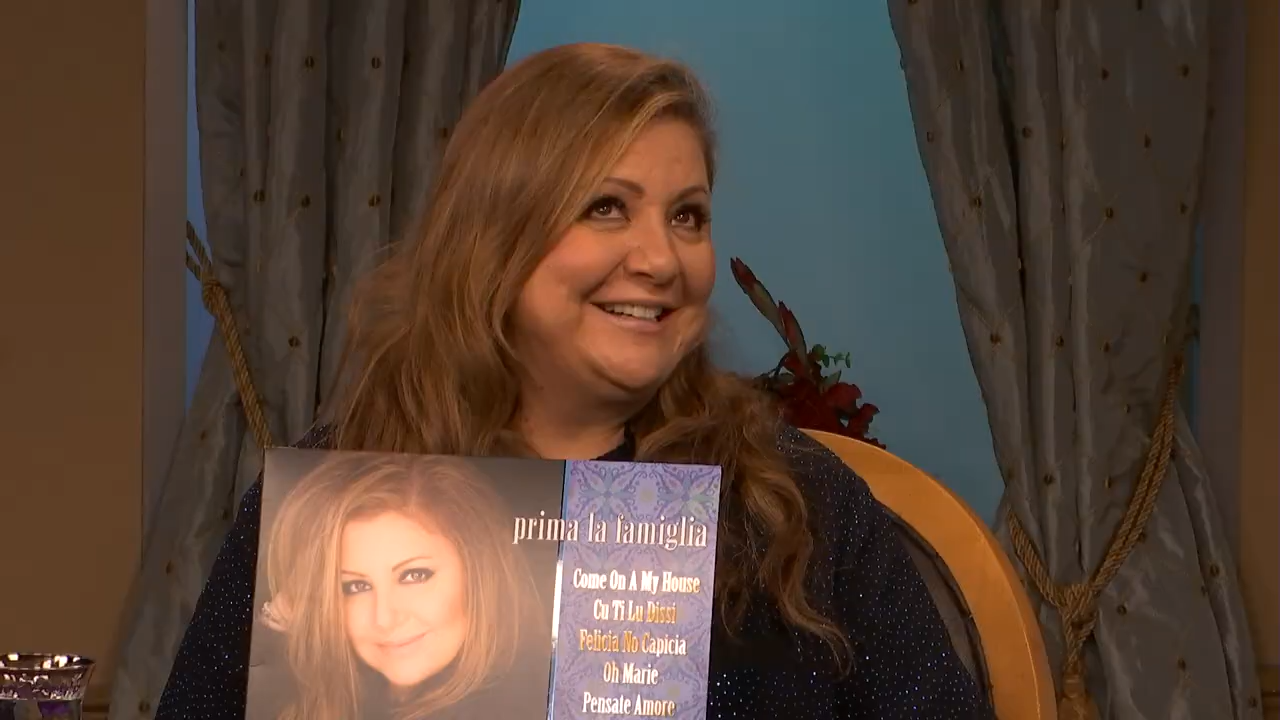 prima la famiglia
Come On A My House
Cu Ti Lu Dissi
Felicia No Capicia
Oh Marie
Pensate Amore